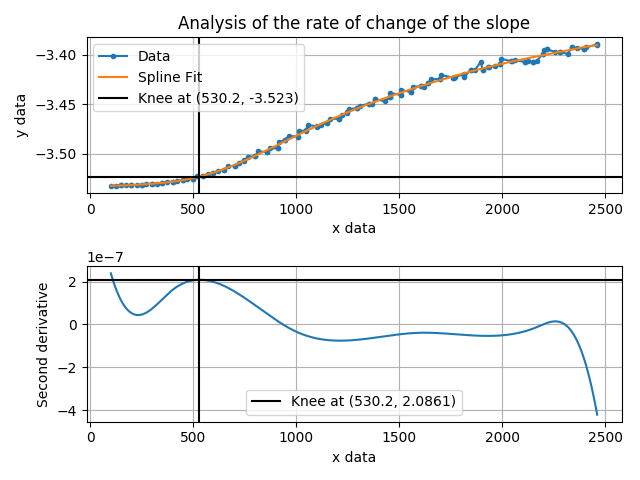 Analysis of the rate of change of the slope
Data
Spline Fit
Knee at (530.2, -3.523)
y data
−3.40
−3.45
−3.50
0 500 1000 1500 2000 2500
x data
1e−7
Second derivative
2
0
−2
−4
Knee at (530.2, 2.0861)
0 500 1000 1500 2000 2500
x data